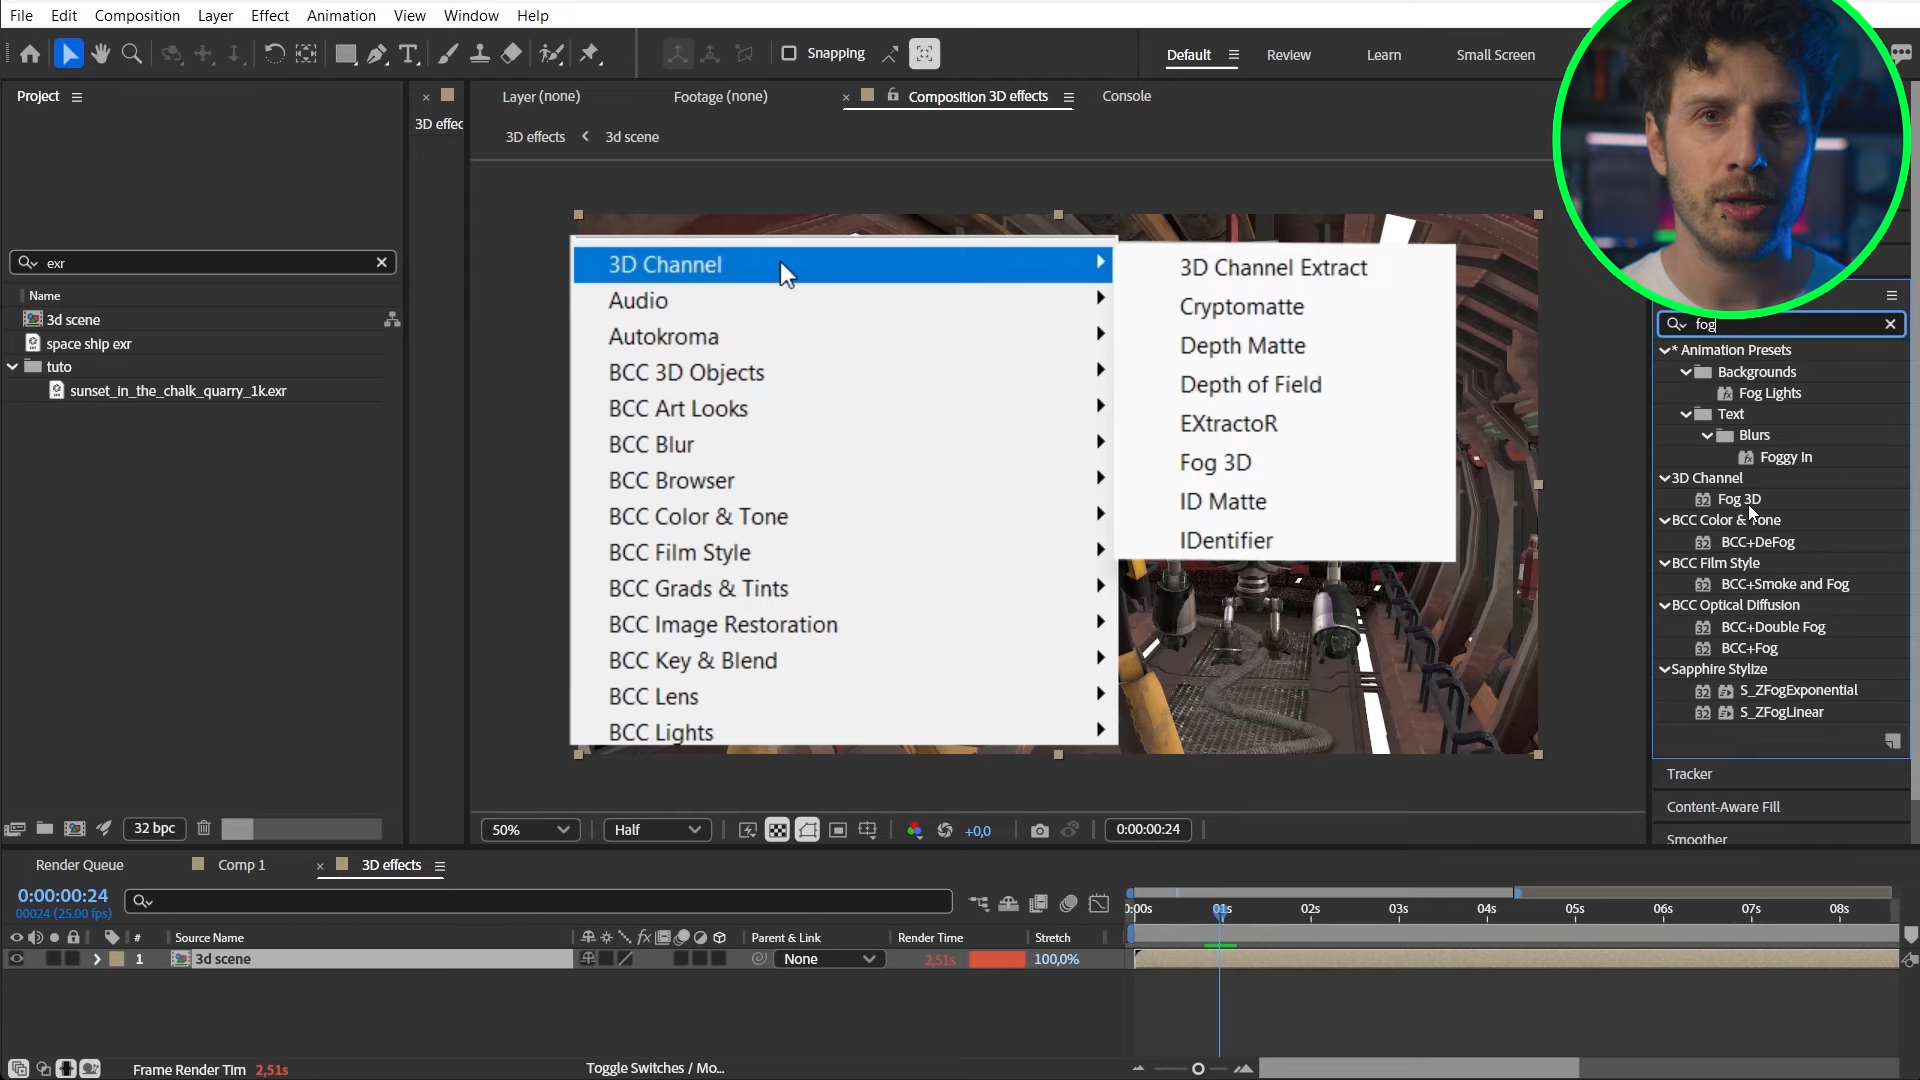 File Edit Composition Layer Effect Animation View Window Help
Snapping
Default Review Learn Small Screen
Project
exr
Name
3d scene
space ship exr
tuto
sunset_in_the_chalk_quarry_1k.exr
32 bpc
3D effec
Layer (none) Footage (none) Composition 3D effects Console
3D effects 3d scene
3D Channel
Audio
Autokroma
BCC 3D Objects
BCC Art Looks
BCC Blur
BCC Browser
BCC Color & Tone
BCC Film Style
BCC Grads & Tints
BCC Image Restoration
BCC Key & Blend
BCC Lens
BCC Lights
3D Channel Extract
Cryptomatte
Depth Matte
Depth of Field
EXtractoR
Fog 3D
ID Matte
IDentifier
50% Half +0,0 0:00:00:24
fog
* Animation Presets
Backgrounds
Fog Lights
Text
Blurs
Foggy In
3D Channel
32 Fog 3D
BCC Color & Tone
32 BCC+DeFog
BCC Film Style
32 BCC+Smoke and Fog
BCC Optical Diffusion
32 BCC+Double Fog
32 BCC+Fog
Sapphire Stylize
32 S_ZFogExponential
32 S_ZFogLinear
Tracker
Content-Aware Fill
Smoother
Render Queue Comp 1 3D effects
0:00:00:24
00024 (25.00 fps)
# Source Name fx Parent & Link Render Time Stretch
1 3d scene None 2,51s 100,0%
0:00s 01s 02s 03s 04s 05s 06s 07s 08s
Frame Render Tim 2,51s
Toggle Switches / Mo...